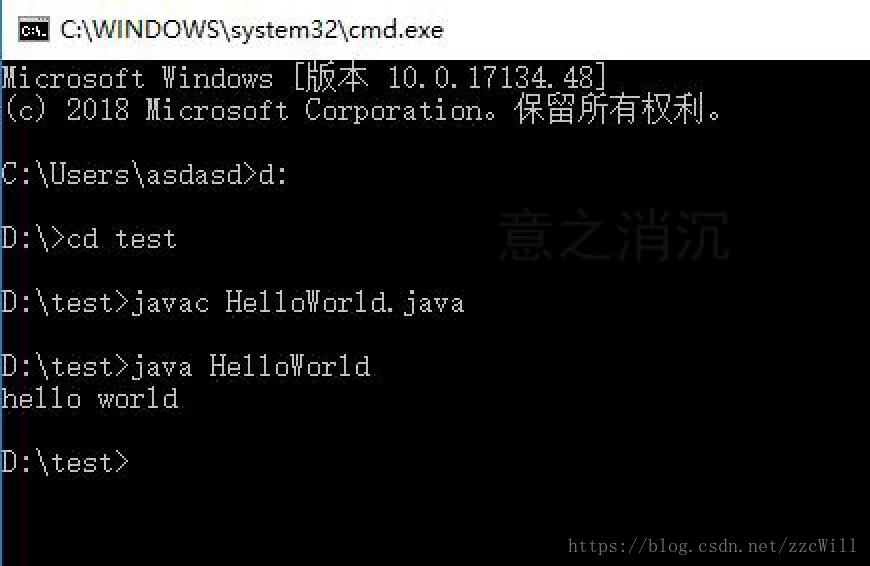 C:\WINDOWS\system32\cmd.exe
Microsoft Windows [版本 10.0.17134.48]
(c) 2018 Microsoft Corporation。保留所有权利。
C:\Users\asdasd>d:
D:\>cd test
意之消沉
D:\test>javac HelloWorld.java
D:\test>java HelloWorld
hello world
D:\test>
https://blog.csdn.net/zzcWill